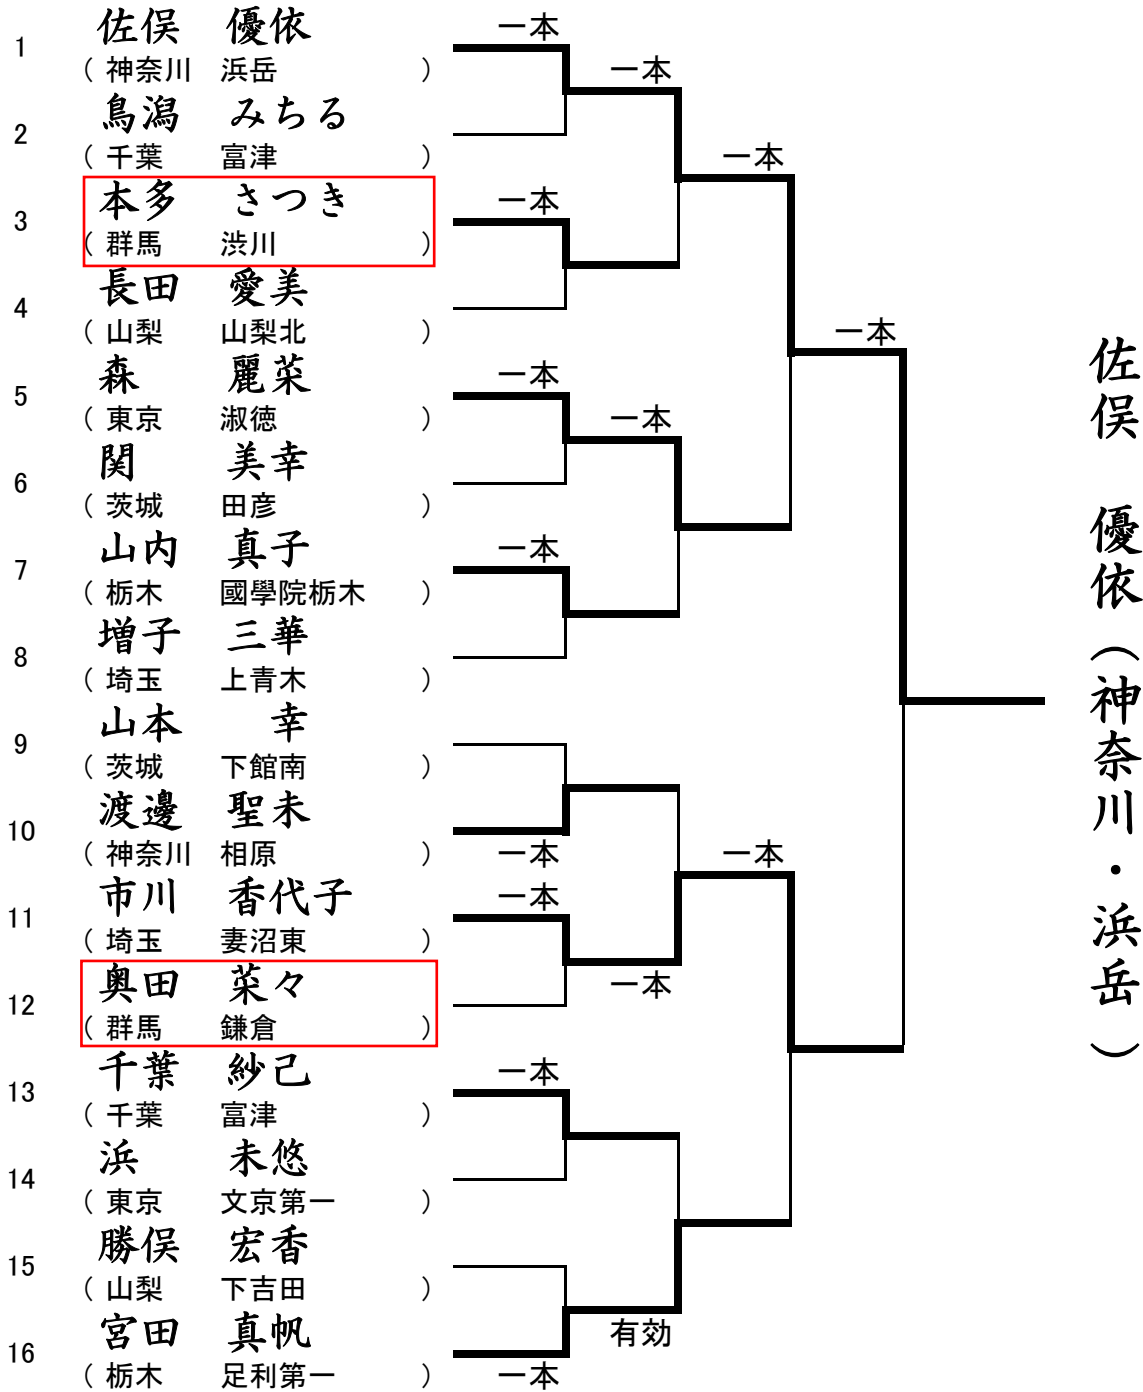 1 佐俣 優依 一本
( 神奈川 浜岳 ) 一本
2 鳥潟 みちる
( 千葉 富津 ) 一本
3 本多 さつき 一本
( 群馬 渋川 )
4 長田 愛美
( 山梨 山梨北 ) 一本
5 森 麗菜 一本
( 東京 淑徳 ) 一本
6 関 美幸
( 茨城 田彦 )
7 山内 真子 一本
( 栃木 國學院栃木 )
8 増子 三華
( 埼玉 上青木 )
9 山本 幸
( 茨城 下館南 )
10 渡邊 聖未
( 神奈川 相原 ) 一本 一本
11 市川 香代子 一本
( 埼玉 妻沼東 )
12 奥田 菜々 一本
( 群馬 鎌倉 )
13 千葉 紗己 一本
( 千葉 富津 )
14 浜 未悠
( 東京 文京第一 )
15 勝俣 宏香
( 山梨 下吉田 )
16 宮田 真帆 有効
( 栃木 足利第一 ) 一本
佐俣 優依(神奈川・浜岳)